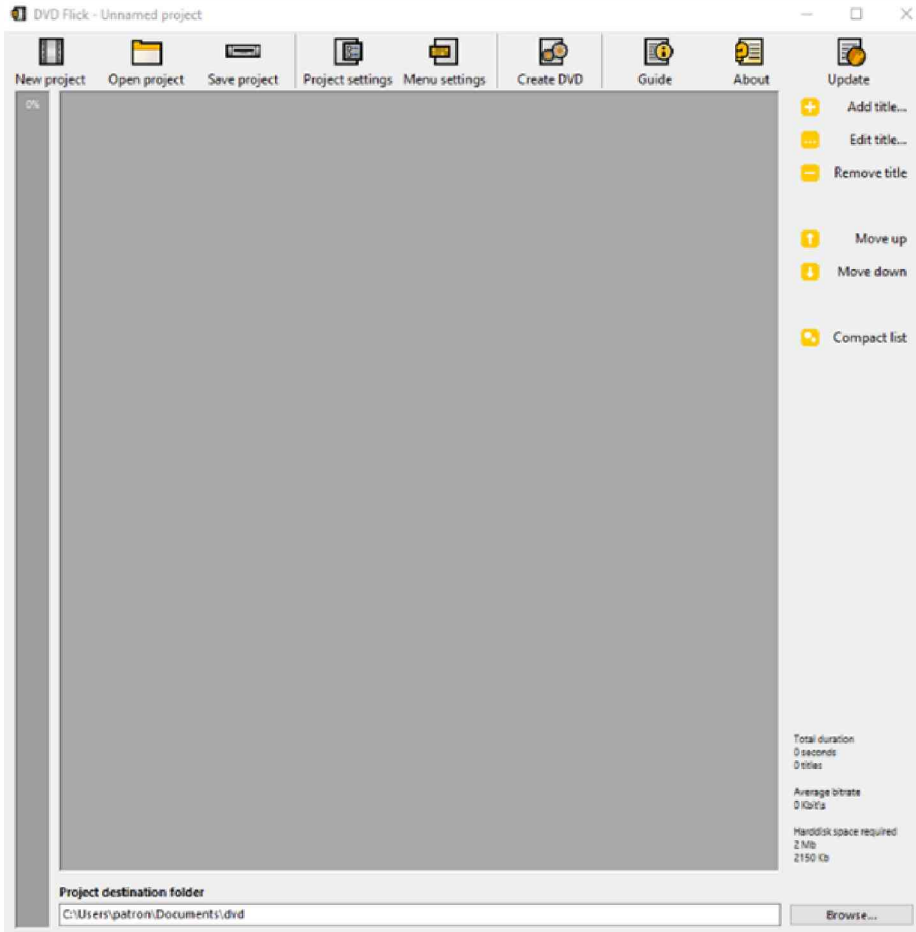 DVD Flick - Unnamed project
New project Open project Save project Project settings Menu settings Create DVD Guide About Update
0%
Add title...
Edit title...
Remove title
Move up
Move down
Compact list
Total duration
0 seconds
0 titles
Average bitrate
0 Kbit\s
Harddisk space required
2 Mb
2150 Kb
Project destination folder
C:\Users\patron\Documents\dvd
Browse...